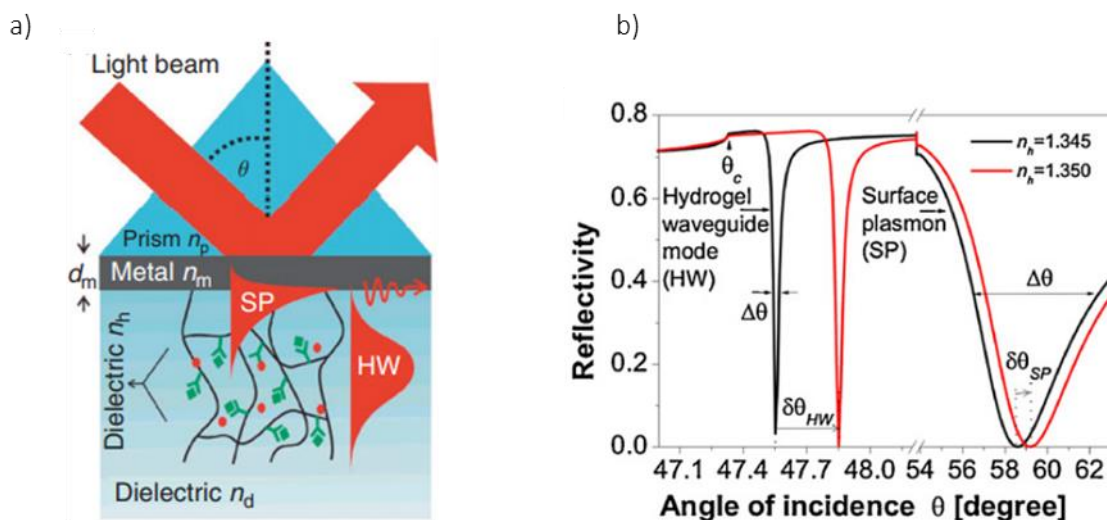 a)
Light beam
θ
Prism n_p
d_m
Metal n_m
SP
HW
Dielectric n_h
Dielectric n_d
b)
Reflectivity
0.8
0.6
0.4
0.2
0.0
n_h=1.345
n_h=1.350
θ_c
Hydrogel
waveguide
mode
(HW)
Surface
plasmon
(SP)
Δθ
Δθ
δθ_HW
δθ_SP
47.1 47.4 47.7 48.0 54 56 58 60 62
Angle of incidence θ [degree]